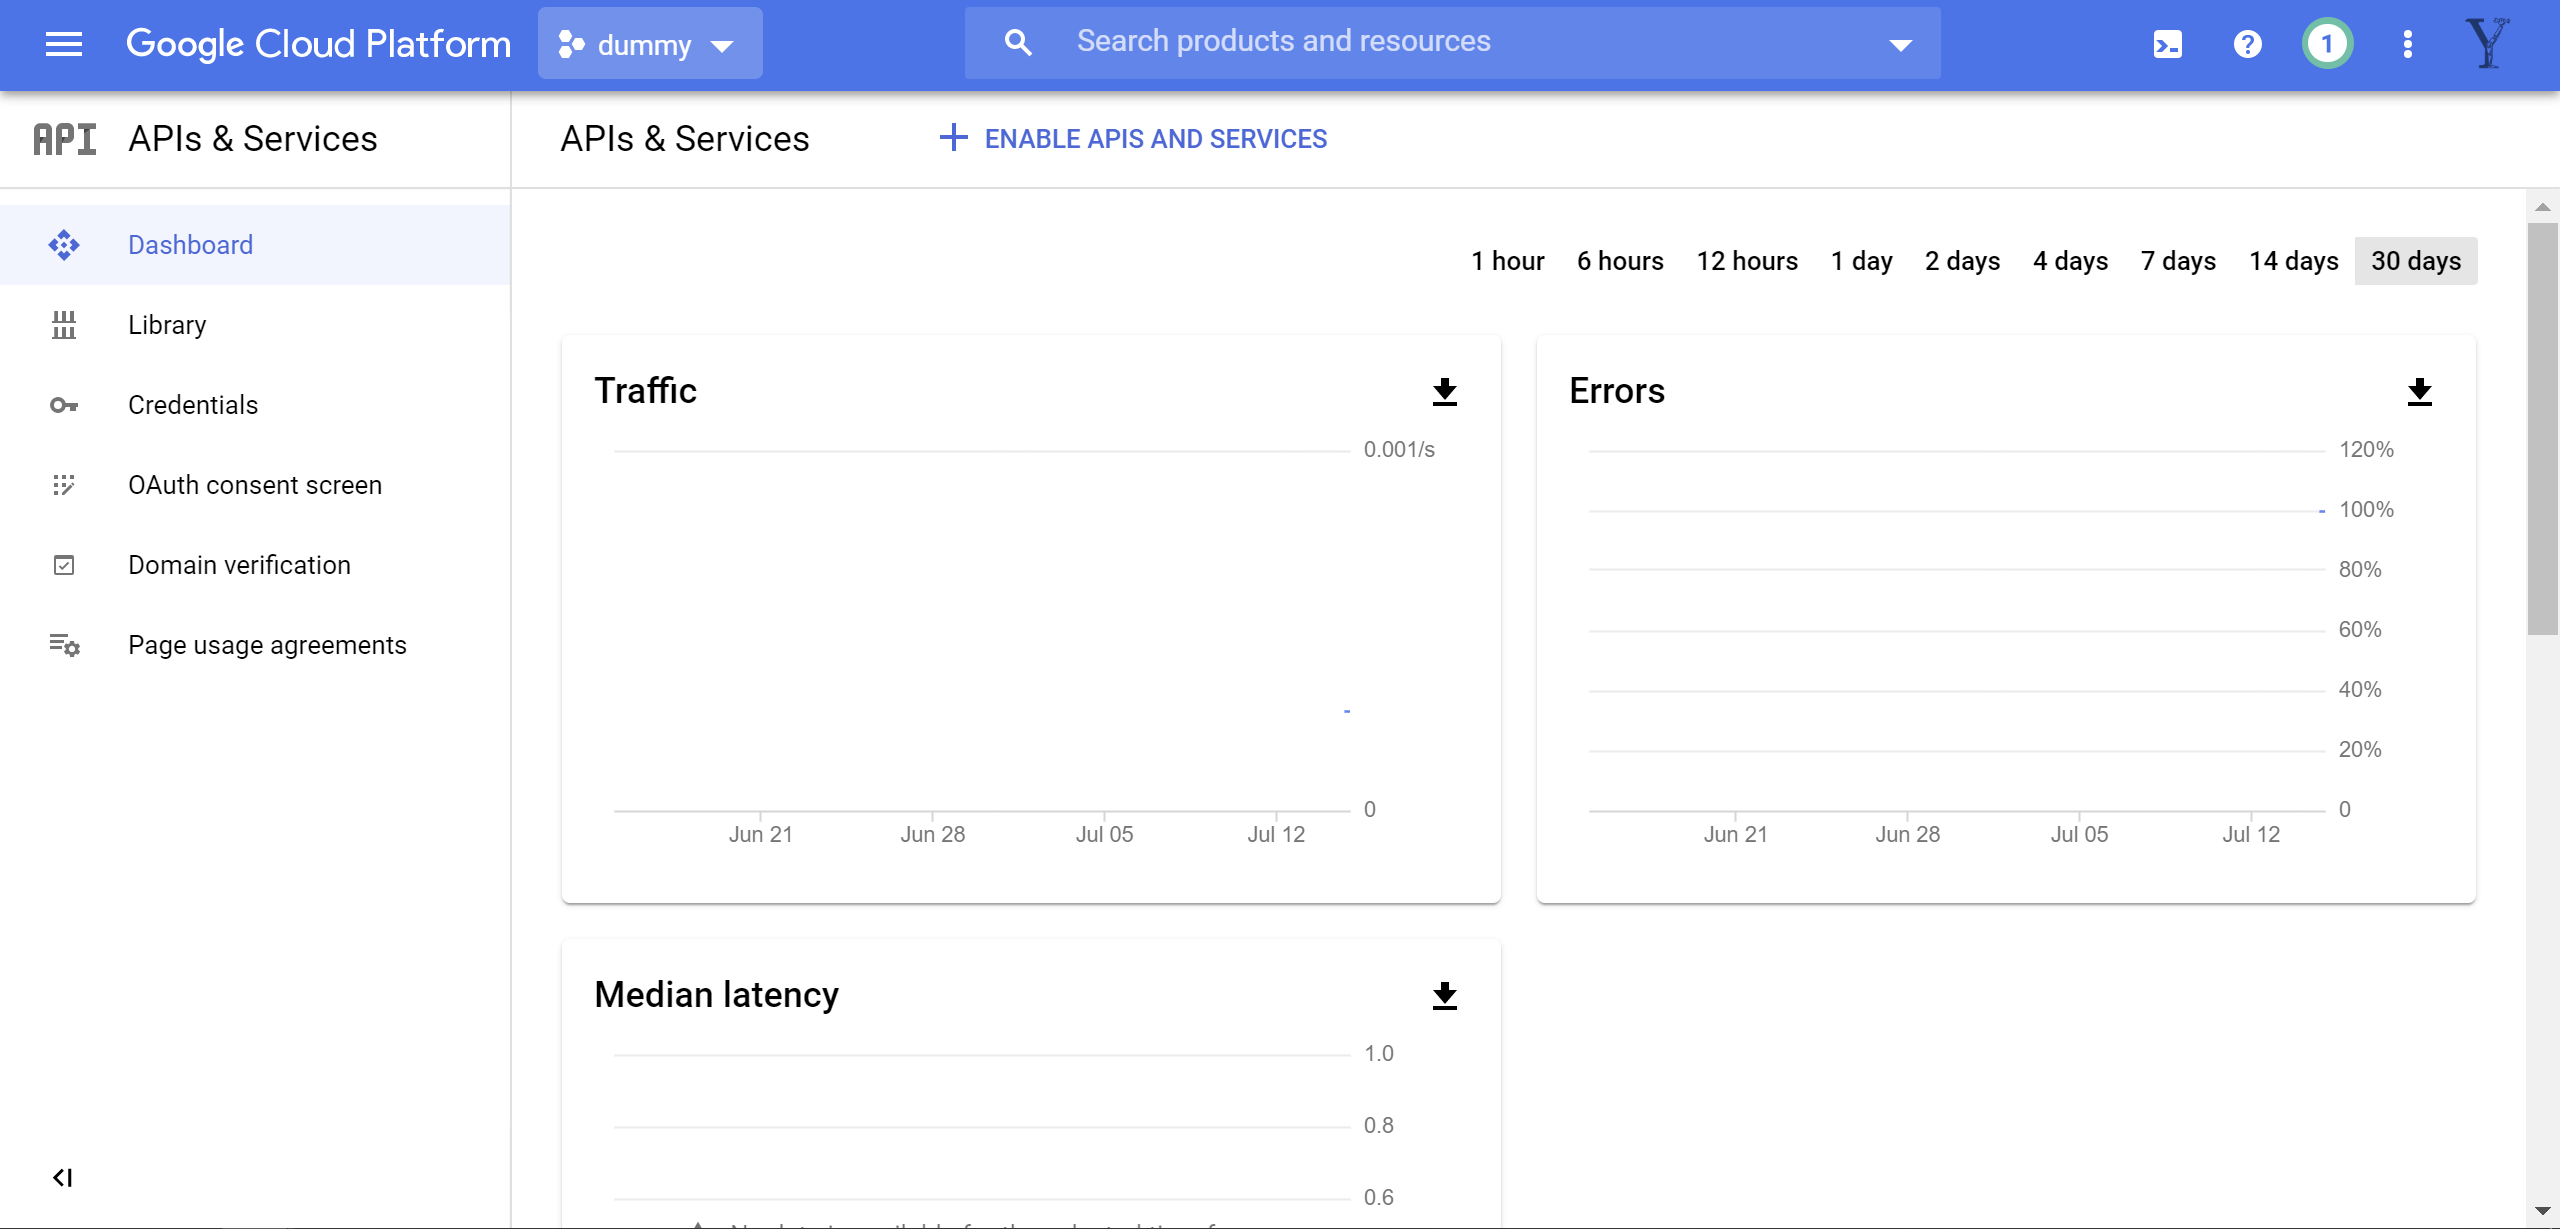 Google Cloud Platform
dummy
Search products and resources
1
API
APIs & Services
APIs & Services
ENABLE APIS AND SERVICES
Dashboard
Library
Credentials
OAuth consent screen
Domain verification
Page usage agreements
1 hour 6 hours 12 hours 1 day 2 days 4 days 7 days 14 days 30 days
Traffic
0.001/s
0
Jun 21 Jun 28 Jul 05 Jul 12
Errors
120%
100%
80%
60%
40%
20%
0
Jun 21 Jun 28 Jul 05 Jul 12
Median latency
1.0
0.8
0.6